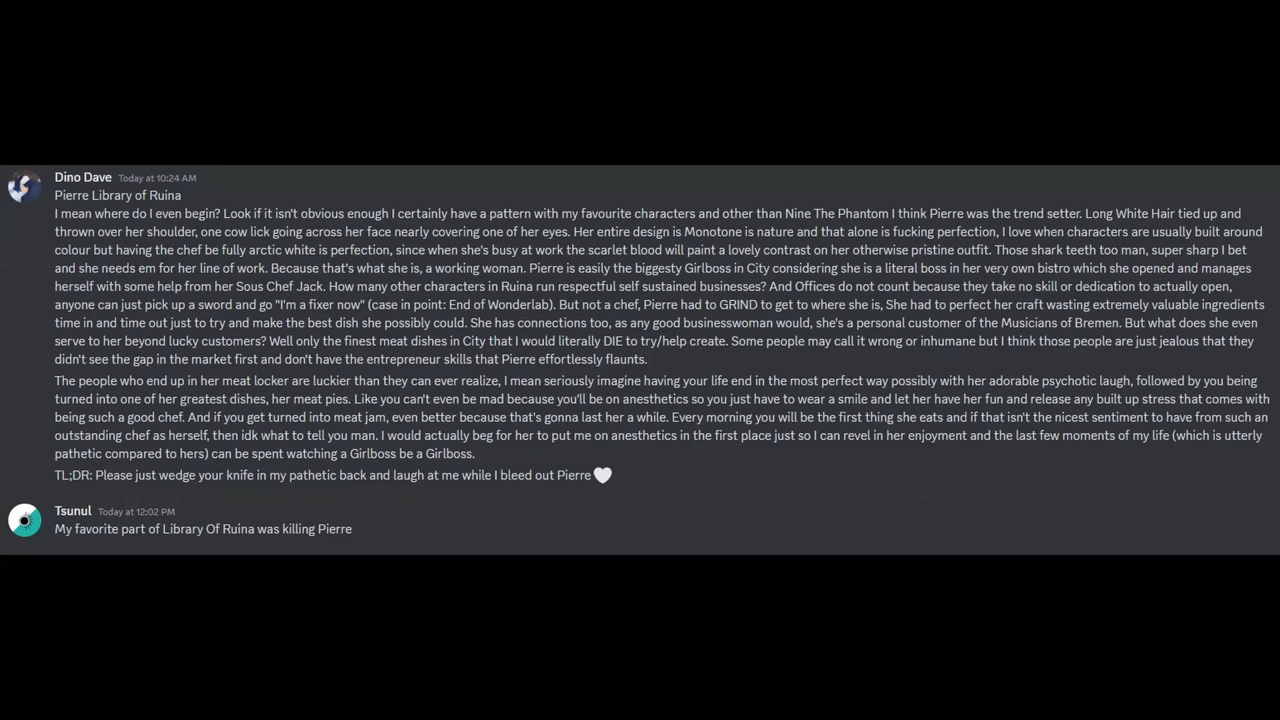 Dino Dave Today at 10:24 AM
Pierre Library of Ruina
I mean where do I even begin? Look if it isn't obvious enough I certainly have a pattern with my favourite characters and other than Nine The Phantom I think Pierre was the trend setter. Long White Hair tied up and
thrown over her shoulder, one cow lick going across her face nearly covering one of her eyes. Her entire design is Monotone is nature and that alone is fucking perfection, I love when characters are usually built around
colour but having the chef be fully arctic white is perfection, since when she's busy at work the scarlet blood will paint a lovely contrast on her otherwise pristine outfit. Those shark teeth too man, super sharp I bet
and she needs em for her line of work. Because that's what she is, a working woman. Pierre is easily the biggesty Girlboss in City considering she is a literal boss in her very own bistro which she opened and manages
herself with some help from her Sous Chef Jack. How many other characters in Ruina run respectful self sustained businesses? And Offices do not count because they take no skill or dedication to actually open,
anyone can just pick up a sword and go "I'm a fixer now" (case in point: End of Wonderlab). But not a chef, Pierre had to GRIND to get to where she is, She had to perfect her craft wasting extremely valuable ingredients
time in and time out just to try and make the best dish she possibly could. She has connections too, as any good businesswoman would, she's a personal customer of the Musicians of Bremen. But what does she even
serve to her beyond lucky customers? Well only the finest meat dishes in City that I would literally DIE to try/help create. Some people may call it wrong or inhumane but I think those people are just jealous that they
didn't see the gap in the market first and don't have the entrepreneur skills that Pierre effortlessly flaunts.
The people who end up in her meat locker are luckier than they can ever realize, I mean seriously imagine having your life end in the most perfect way possibly with her adorable psychotic laugh, followed by you being
turned into one of her greatest dishes, her meat pies. Like you can't even be mad because you'll be on anesthetics so you just have to wear a smile and let her have her fun and release any built up stress that comes with
being such a good chef. And if you get turned into meat jam, even better because that's gonna last her a while. Every morning you will be the first thing she eats and if that isn't the nicest sentiment to have from such an
outstanding chef as herself, then idk what to tell you man. I would actually beg for her to put me on anesthetics in the first place just so I can revel in her enjoyment and the last few moments of my life (which is utterly
pathetic compared to hers) can be spent watching a Girlboss be a Girlboss.
TL;DR: Please just wedge your knife in my pathetic back and laugh at me while I bleed out Pierre 🤍
Tsunul Today at 12:02 PM
My favorite part of Library Of Ruina was killing Pierre